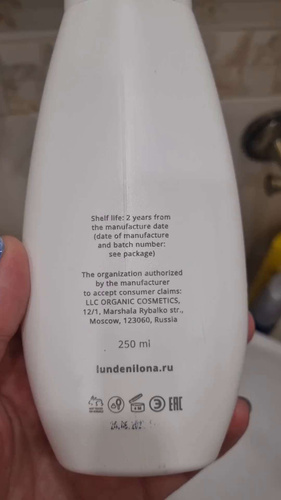 Shelf life: 2 years from
the manufacture date
(date of manufacture
and batch number:
see package)
The organization authorized
by the manufacturer
to accept consumer claims:
LLC ORGANIC COSMETICS,
12/1, Marshala Rybalko str.,
Moscow, 123060, Russia
250 ml
lundenilona.ru
EAC